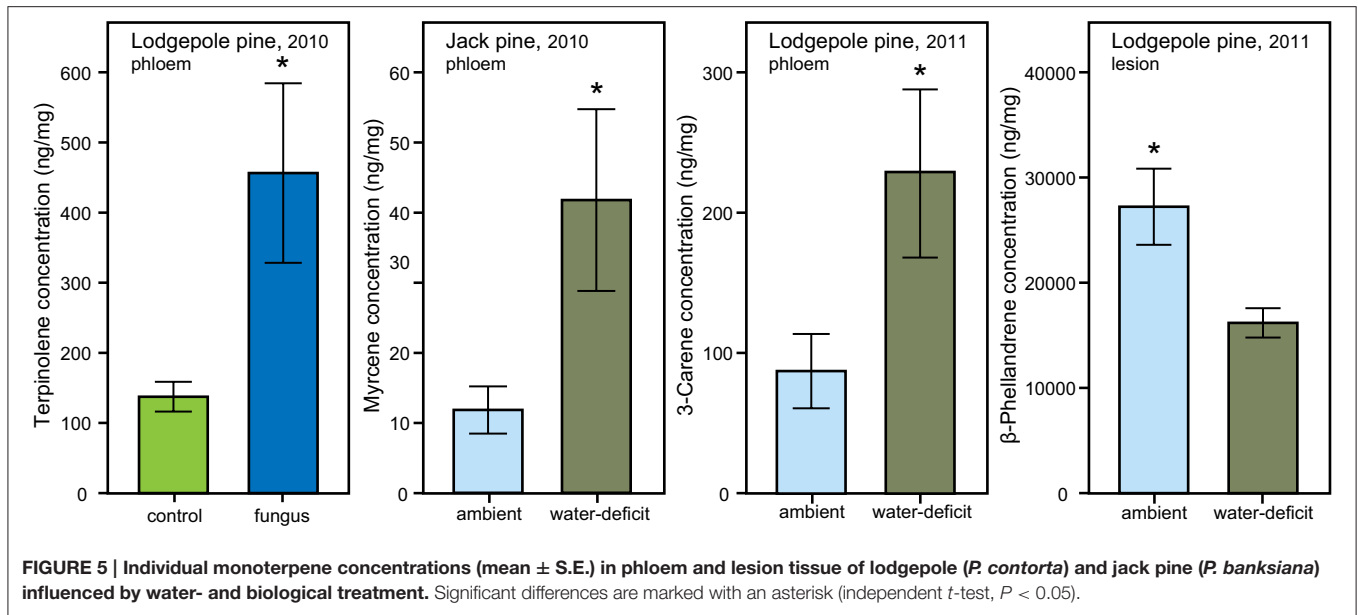 Lodgepole pine, 2010
phloem
*
Terpinolene concentration (ng/mg)
600
500
400
300
200
100
0
control
fungus
Jack pine, 2010
phloem
*
Myrcene concentration (ng/mg)
60
50
40
30
20
10
0
ambient
water-deficit
Lodgepole pine, 2011
phloem
*
3-Carene concentration (ng/mg)
300
200
100
0
ambient
water-deficit
Lodgepole pine, 2011
lesion
*
β-Phellandrene concentration (ng/mg)
40000
30000
20000
10000
0
ambient
water-deficit
FIGURE 5 | Individual monoterpene concentrations (mean ± S.E.) in phloem and lesion tissue of lodgepole (P. contorta) and jack pine (P. banksiana)
influenced by water- and biological treatment. Significant differences are marked with an asterisk (independent t-test, P < 0.05).